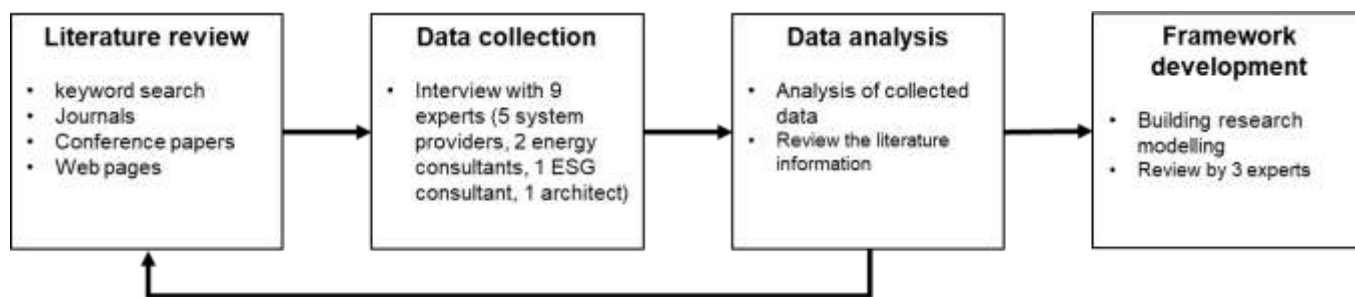 Literature review
• keyword search
• Journals
• Conference papers
• Web pages
Data collection
• Interview with 9
experts (5 system
providers, 2 energy
consultants, 1 ESG
consultant, 1 architect)
Data analysis
• Analysis of collected
data
• Review the literature
information
Framework
development
• Building research
modelling
• Review by 3 experts